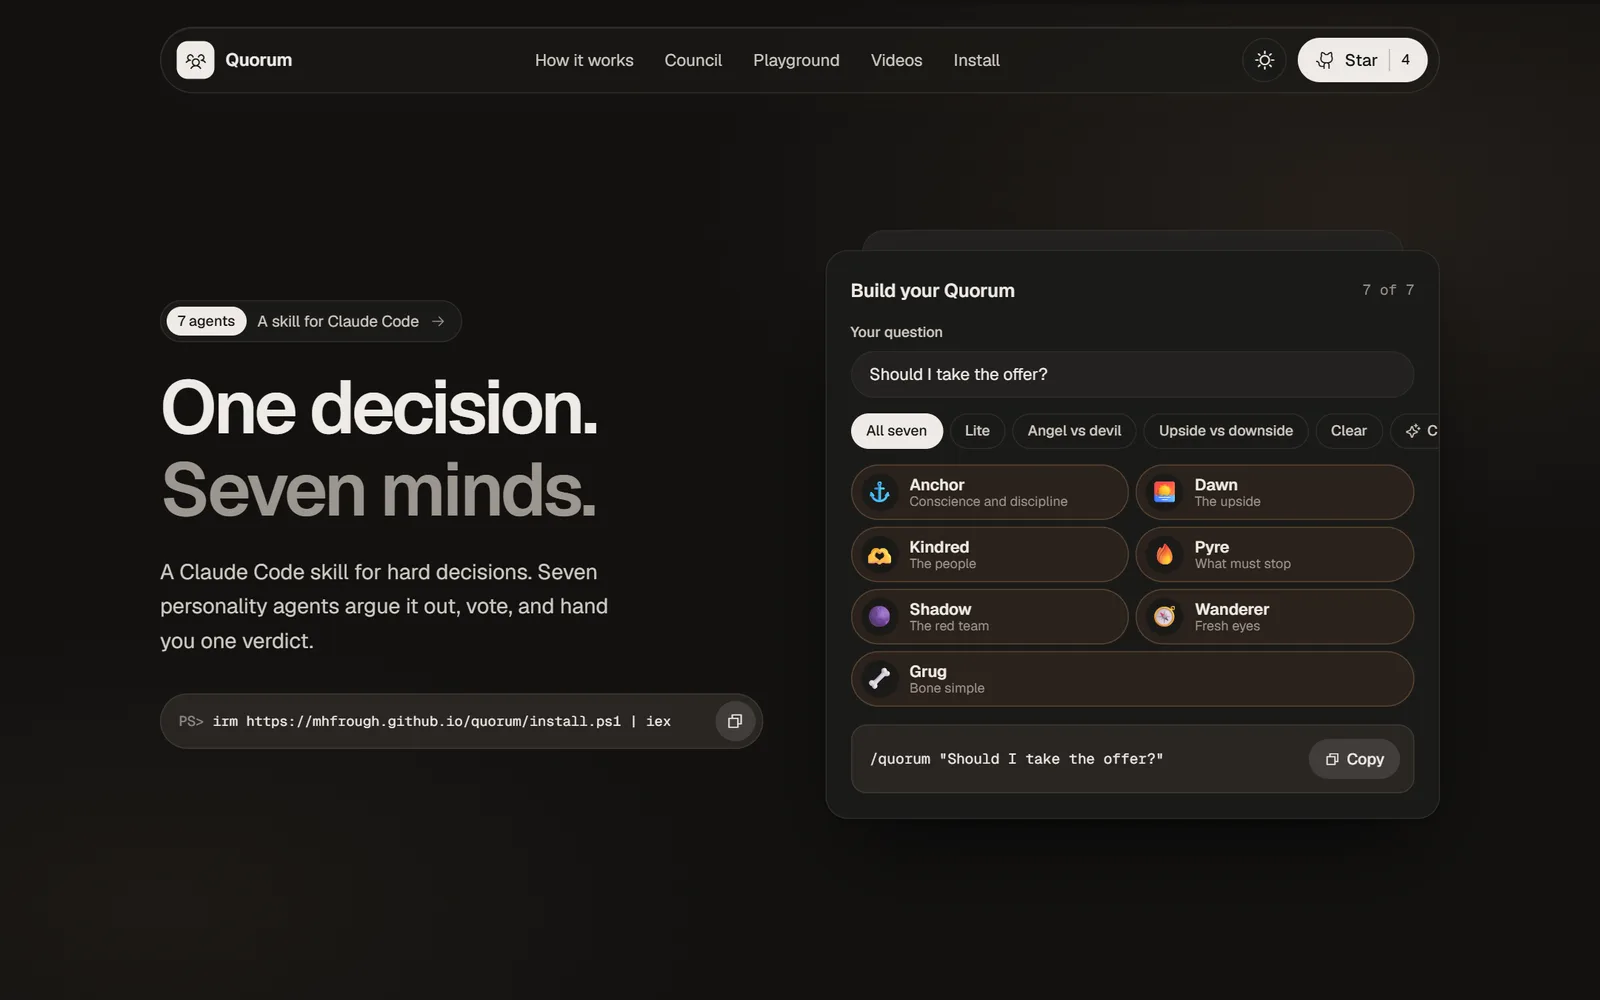 Quorum
How it works
Council
Playground
Videos
Install
Star 4
7 agents A skill for Claude Code →
One decision.
Seven minds.
A Claude Code skill for hard decisions. Seven
personality agents argue it out, vote, and hand
you one verdict.
PS> irm https://mhfrough.github.io/quorum/install.ps1 | iex
Build your Quorum
7 of 7
Your question
Should I take the offer?
All seven
Lite
Angel vs devil
Upside vs downside
Clear
C
Anchor
Conscience and discipline
Dawn
The upside
Kindred
The people
Pyre
What must stop
Shadow
The red team
Wanderer
Fresh eyes
Grug
Bone simple
/quorum "Should I take the offer?"
Copy